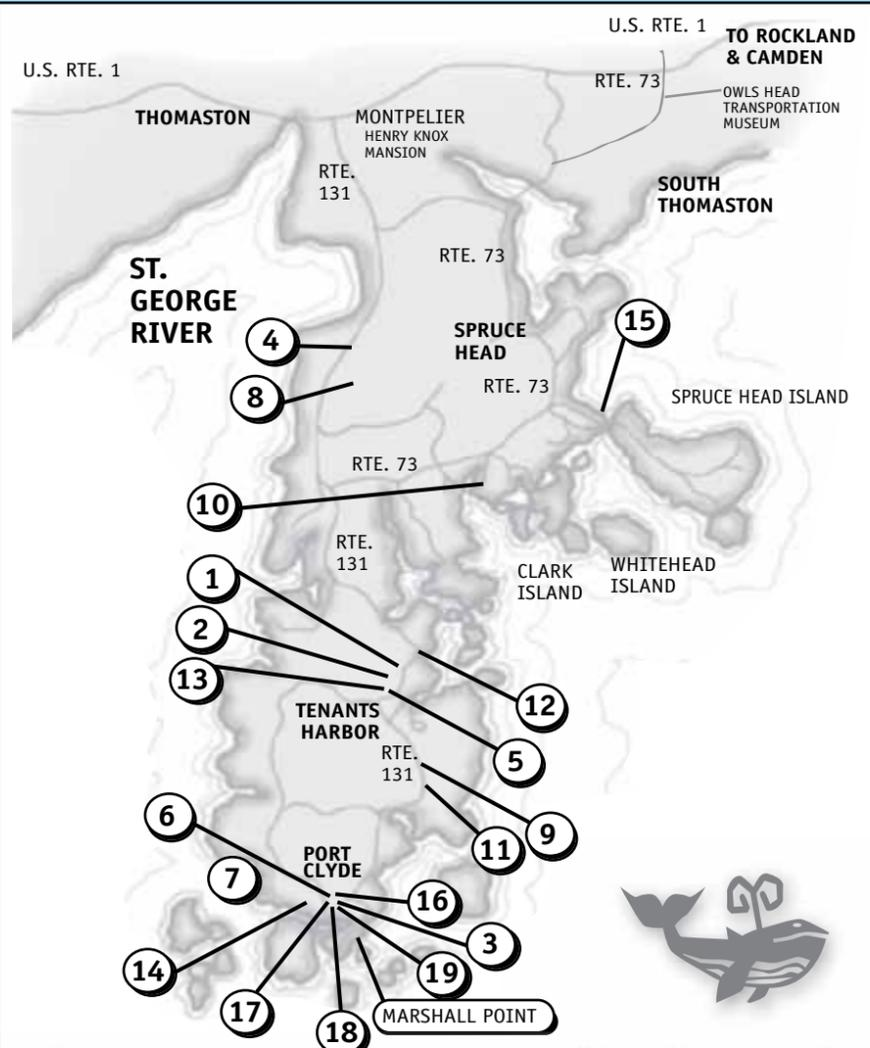 U.S. RTE. 1
TO ROCKLAND
& CAMDEN
U.S. RTE. 1
RTE. 73
OWLS HEAD
TRANSPORTATION
MUSEUM
THOMASTON
MONTPELIER
HENRY KNOX
MANSION
RTE.
131
SOUTH
THOMASTON
RTE. 73
ST.
GEORGE
RIVER
4
SPRUCE
HEAD
15
8
RTE. 73
SPRUCE HEAD ISLAND
RTE. 73
10
RTE.
131
CLARK
ISLAND
WHITEHEAD
ISLAND
1
2
13
12
TENANTS
HARBOR
5
RTE.
131
6
9
11
PORT
CLYDE
7
16
3
14
19
17
MARSHALL POINT
18